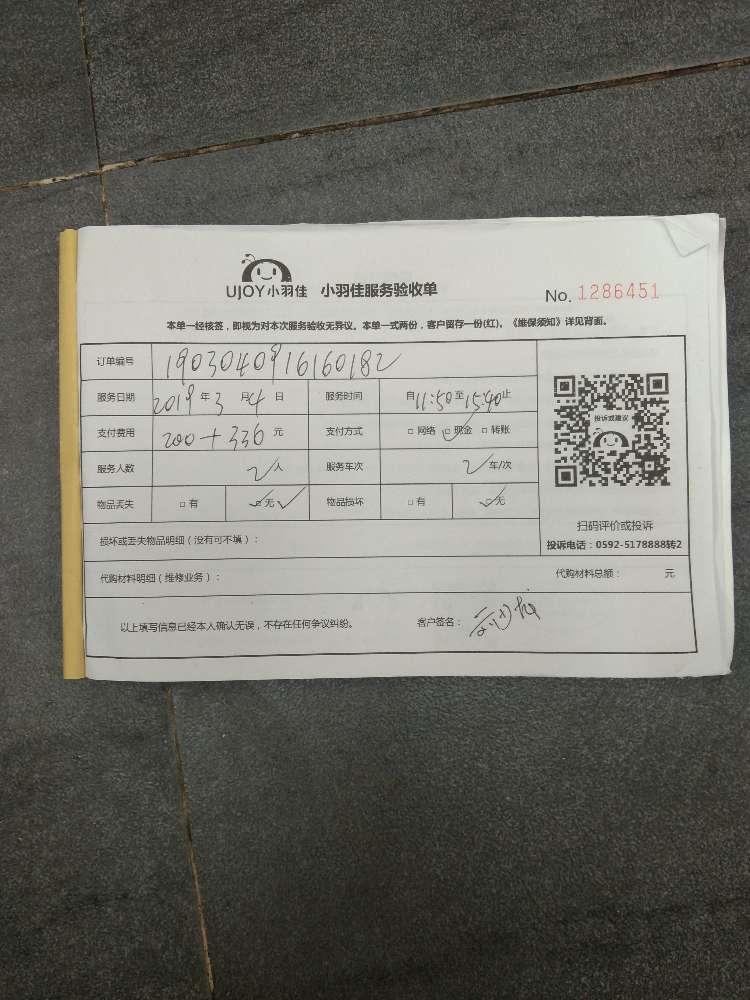 UJOY小羽佳 小羽佳服务验收单 No. 1286451
本单一经核签，即视为对本次服务验收无异议。本单一式两份，客户留存一份(红)。《维保须知》详见背面。
订单编号 1903040916160182
服务日期 2019年3月4日 服务时间 自11:50至15:40止
支付费用 200+336元 支付方式 □网络 □现金 □转账
服务人数 2人 服务车次 2车/次
物品丢失 □有 □无 物品损坏 □有 □无
损坏或丢失物品明细（没有可不填）：
投诉或建议
扫码评价或投诉
投诉电话：0592-5178888转2
代购材料明细（维修业务）： 代购材料总额： 元
以上填写信息已经本人确认无误，不存在任何争议纠纷。 客户签名：